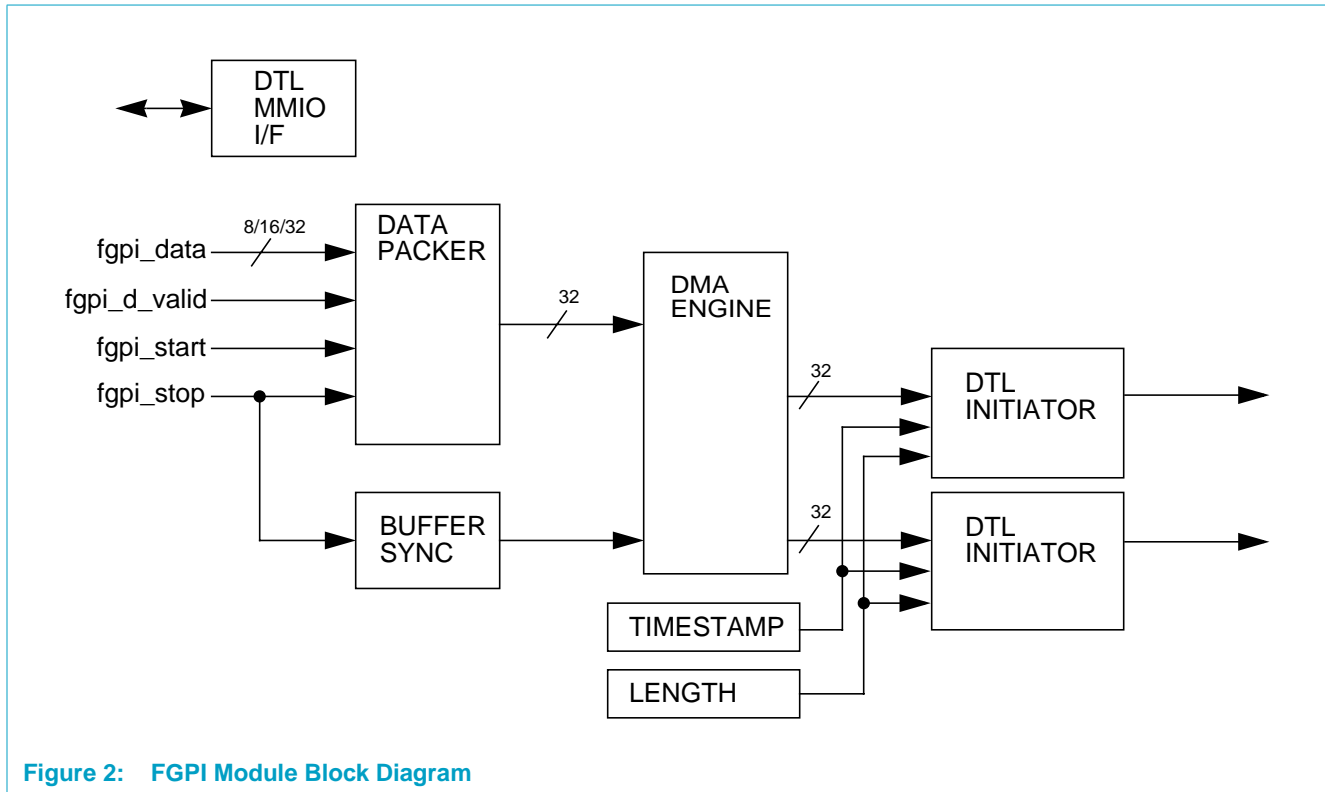 DTL
MMIO
I/F
8/16/32
fgpi_data
fgpi_d_valid
fgpi_start
fgpi_stop
DATA
PACKER
32
BUFFER
SYNC
DMA
ENGINE
32
32
DTL
INITIATOR
DTL
INITIATOR
TIMESTAMP
LENGTH
Figure 2: FGPI Module Block Diagram